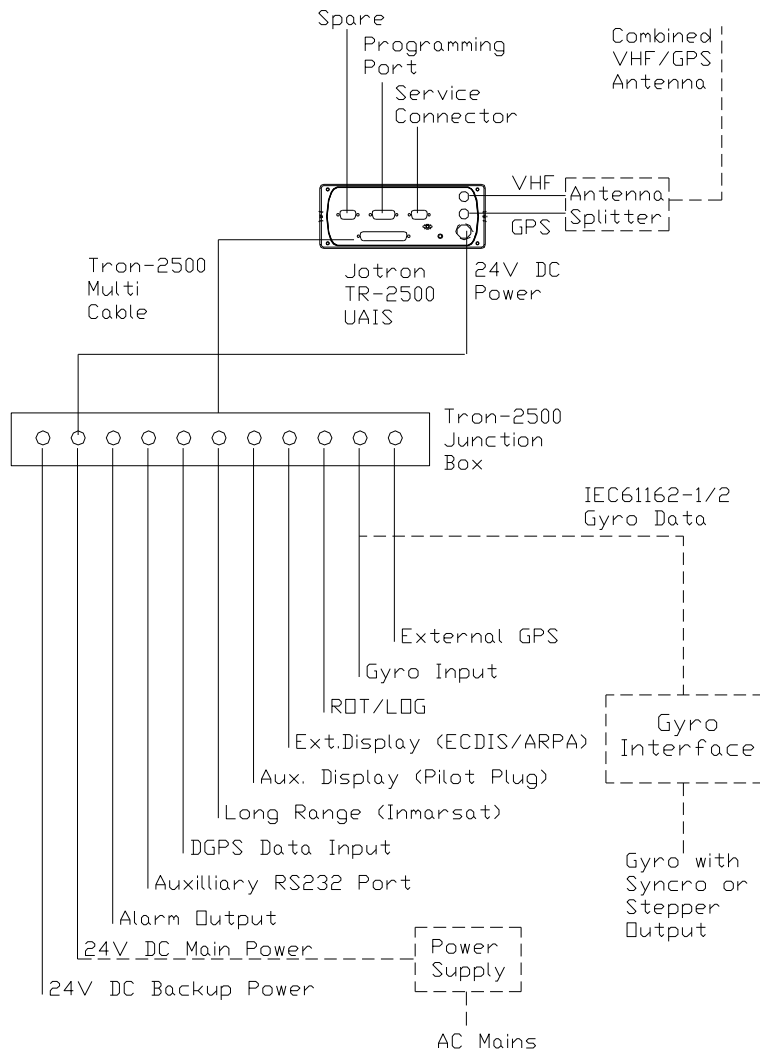 Spare
Programming
Port
Service
Connector
Combined
VHF/GPS
Antenna
VHF
GPS
Antenna
Splitter
Tron-2500
Multi
Cable
Jotron
TR-2500
UAIS
24V DC
Power
Tron-2500
Junction
Box
IEC61162-1/2
Gyro Data
External GPS
Gyro Input
ROT/LOG
Ext.Display (ECDIS/ARPA)
Aux. Display (Pilot Plug)
Long Range (Inmarsat)
DGPS Data Input
Auxilliary RS232 Port
Alarm Output
24V DC Main Power
24V DC Backup Power
Gyro
Interface
Gyro with
Syncro or
Stepper
Output
Power
Supply
AC Mains